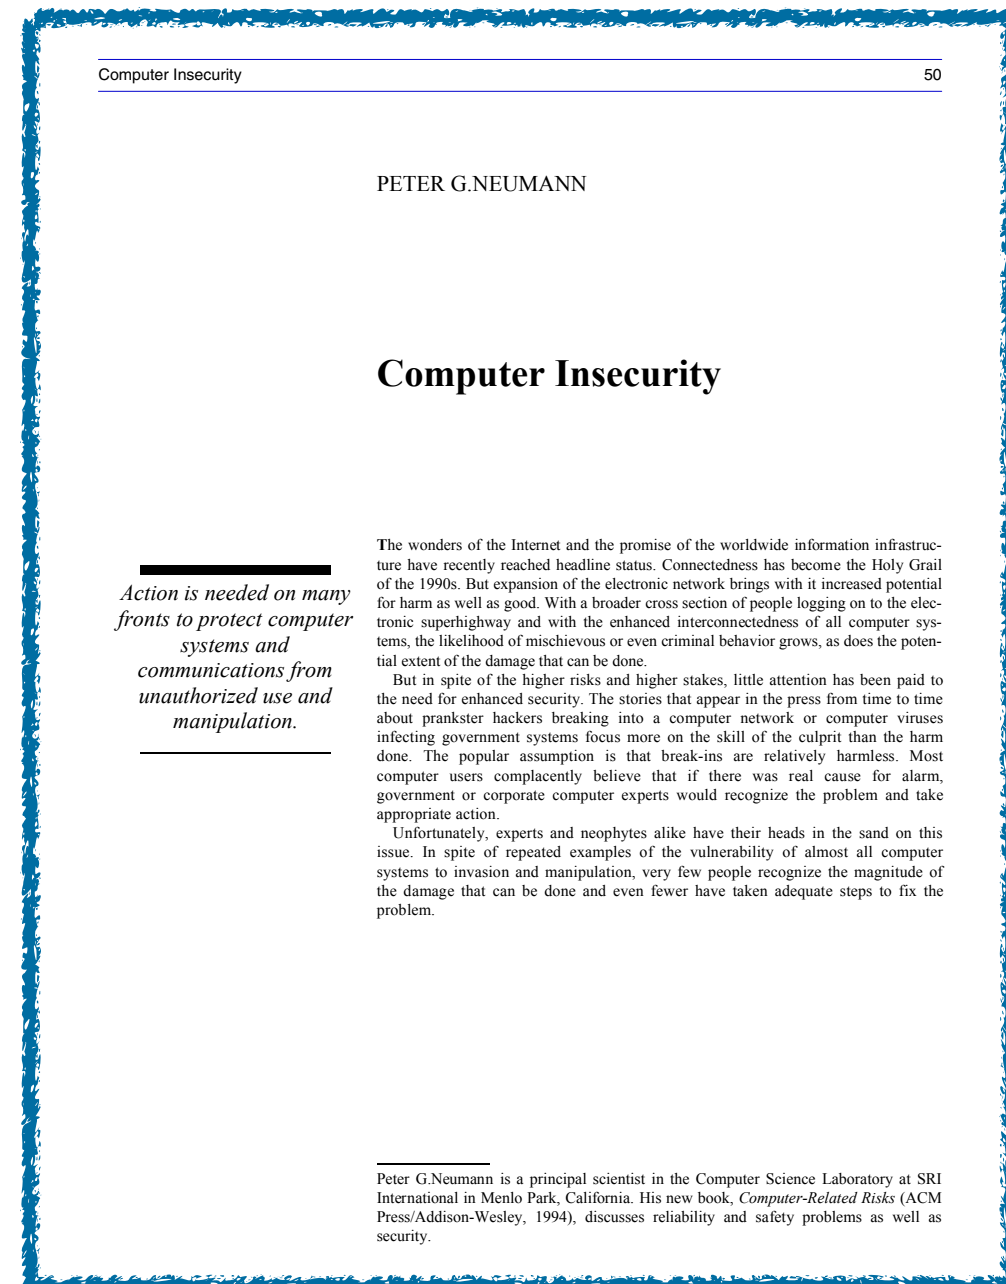 Computer Insecurity 50
PETER G.NEUMANN
Computer Insecurity
Action is needed on many
fronts to protect computer
systems and
communications from
unauthorized use and
manipulation.
The wonders of the Internet and the promise of the worldwide information infrastruc-
ture have recently reached headline status. Connectedness has become the Holy Grail
of the 1990s. But expansion of the electronic network brings with it increased potential
for harm as well as good. With a broader cross section of people logging on to the elec-
tronic superhighway and with the enhanced interconnectedness of all computer sys-
tems, the likelihood of mischievous or even criminal behavior grows, as does the poten-
tial extent of the damage that can be done.
But in spite of the higher risks and higher stakes, little attention has been paid to
the need for enhanced security. The stories that appear in the press from time to time
about prankster hackers breaking into a computer network or computer viruses
infecting government systems focus more on the skill of the culprit than the harm
done. The popular assumption is that break-ins are relatively harmless. Most
computer users complacently believe that if there was real cause for alarm,
government or corporate computer experts would recognize the problem and take
appropriate action.
Unfortunately, experts and neophytes alike have their heads in the sand on this
issue. In spite of repeated examples of the vulnerability of almost all computer
systems to invasion and manipulation, very few people recognize the magnitude of
the damage that can be done and even fewer have taken adequate steps to fix the
problem.
Peter G.Neumann is a principal scientist in the Computer Science Laboratory at SRI
International in Menlo Park, California. His new book, Computer-Related Risks (ACM
Press/Addison-Wesley, 1994), discusses reliability and safety problems as well as
security.